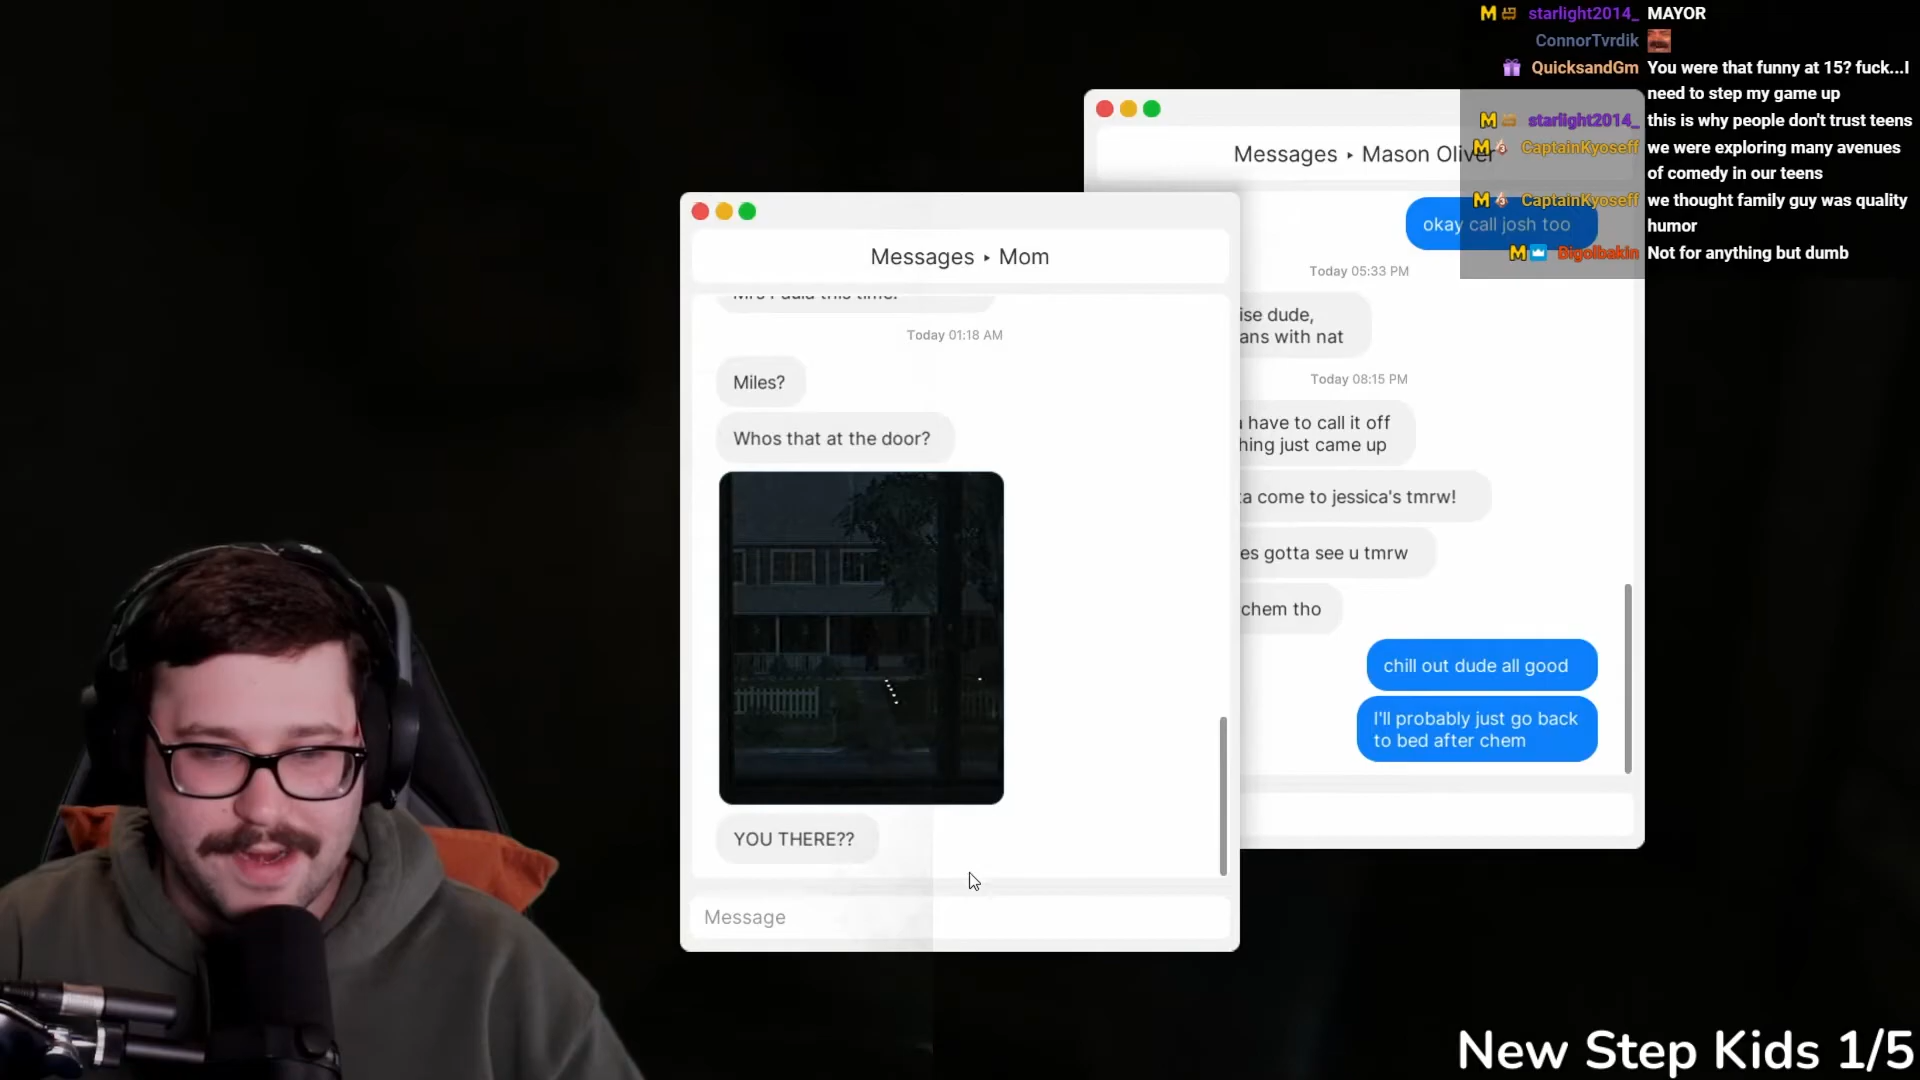 starlight2014_ MAYOR
ConnorTvrdik
QuicksandGm You were that funny at 15? fuck...I
need to step my game up
starlight2014_ this is why people don't trust teens
CaptainKyoseff we were exploring many avenues
of comedy in our teens
CaptainKyoseff we thought family guy was quality
humor
Bigolbakin Not for anything but dumb
Messages ‣ Mason Oliver
okay call josh too
Today 05:33 PM
ise dude,
ans with nat
Today 08:15 PM
have to call it off
hing just came up
ta come to jessica's tmrw!
es gotta see u tmrw
chem tho
chill out dude all good
I'll probably just go back
to bed after chem
Messages ‣ Mom
Mrs Paula this time!
Today 01:18 AM
Miles?
Whos that at the door?
YOU THERE??
Message
New Step Kids 1/5